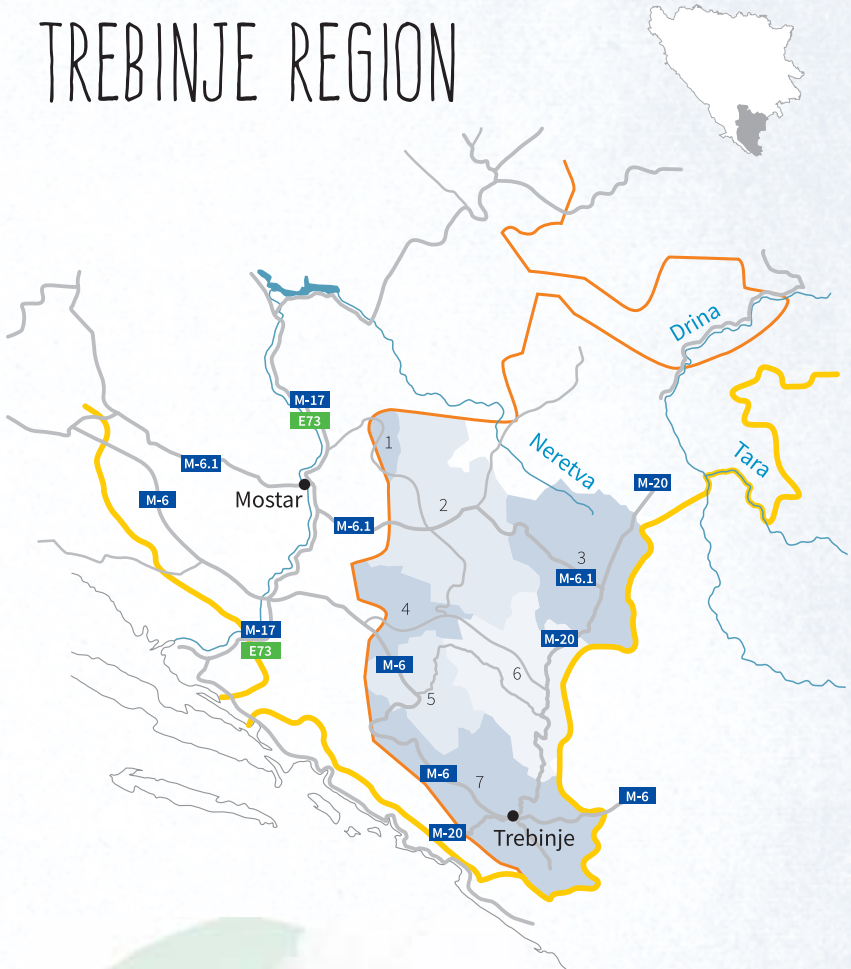 TREBINJE REGION
Drina
M-17
E73
1
Neretva
Tara
M-6.1
M-20
Mostar
M-6
2
M-6.1
3
M-6.1
4
M-17
E73
M-20
M-6
6
5
M-6
7
M-6
Trebinje
M-20